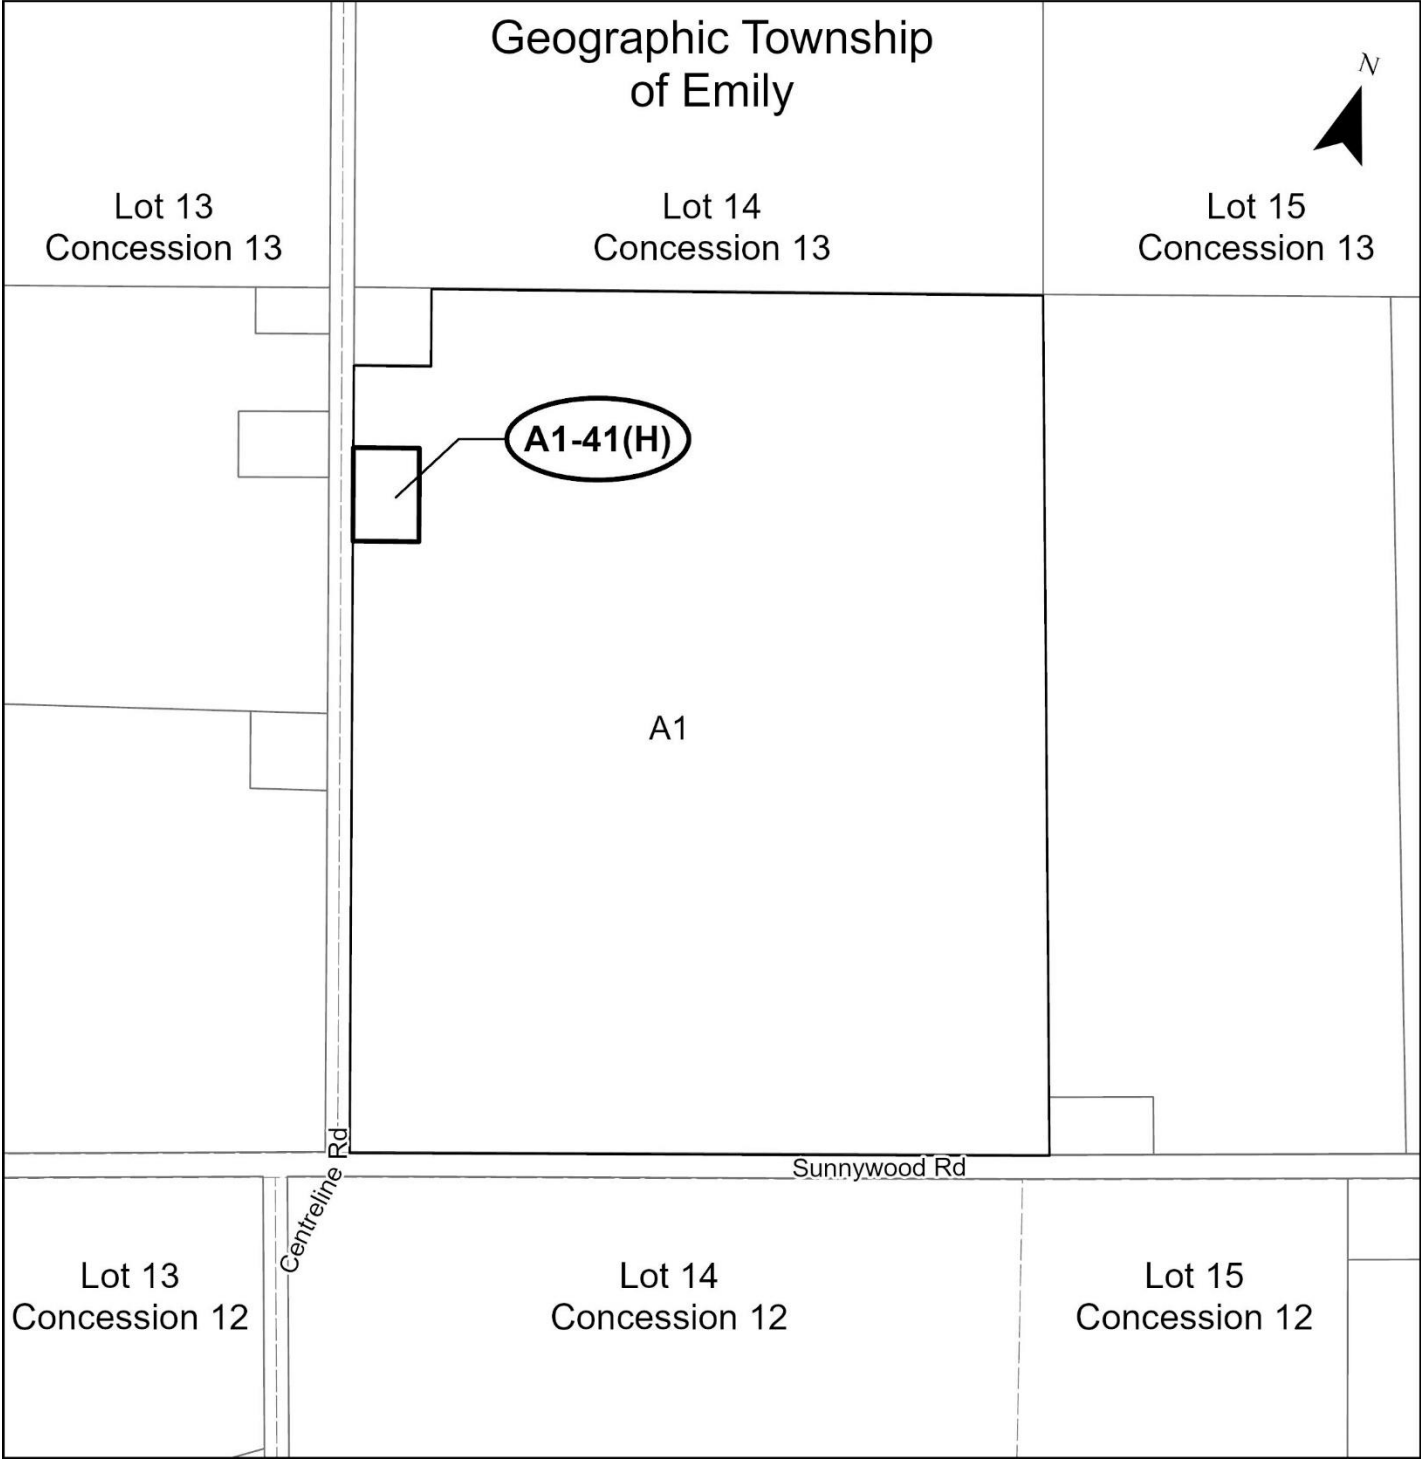 Geographic Township
of Emily
N
Lot 13
Concession 13
Lot 14
Concession 13
Lot 15
Concession 13
A1-41(H)
A1
Centreline Rd
Sunnywood Rd
Lot 13
Concession 12
Lot 14
Concession 12
Lot 15
Concession 12